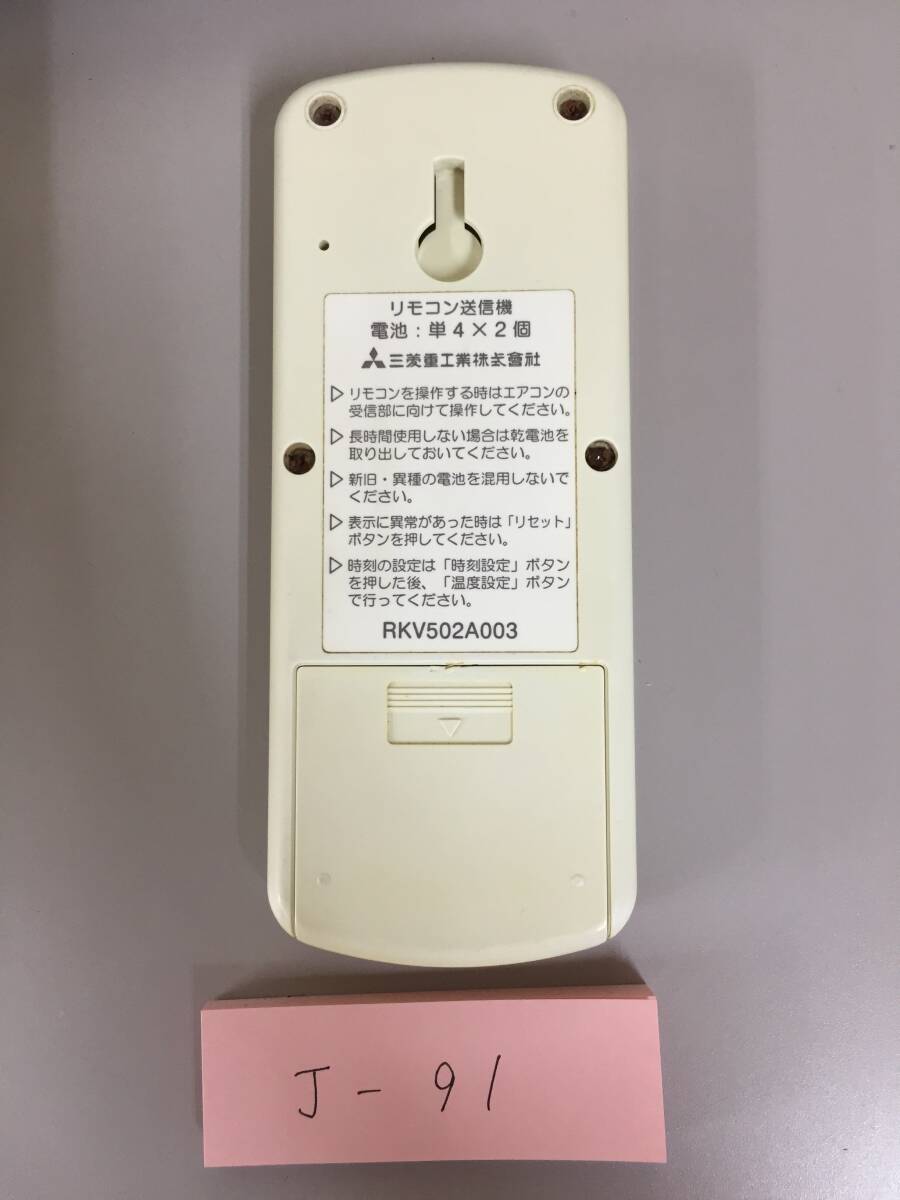 リモコン送信機
電池：単4×2個
三菱重工業株式會社
▷ リモコンを操作する時はエアコンの
受信部に向けて操作してください。
▷ 長時間使用しない場合は乾電池を
取り出しておいてください。
▷ 新旧・異種の電池を混用しないで
ください。
▷ 表示に異常があった時は「リセット」
ボタンを押してください。
▷ 時刻の設定は「時刻設定」ボタン
を押した後、「温度設定」ボタン
で行ってください。
RKV502A003
J-91